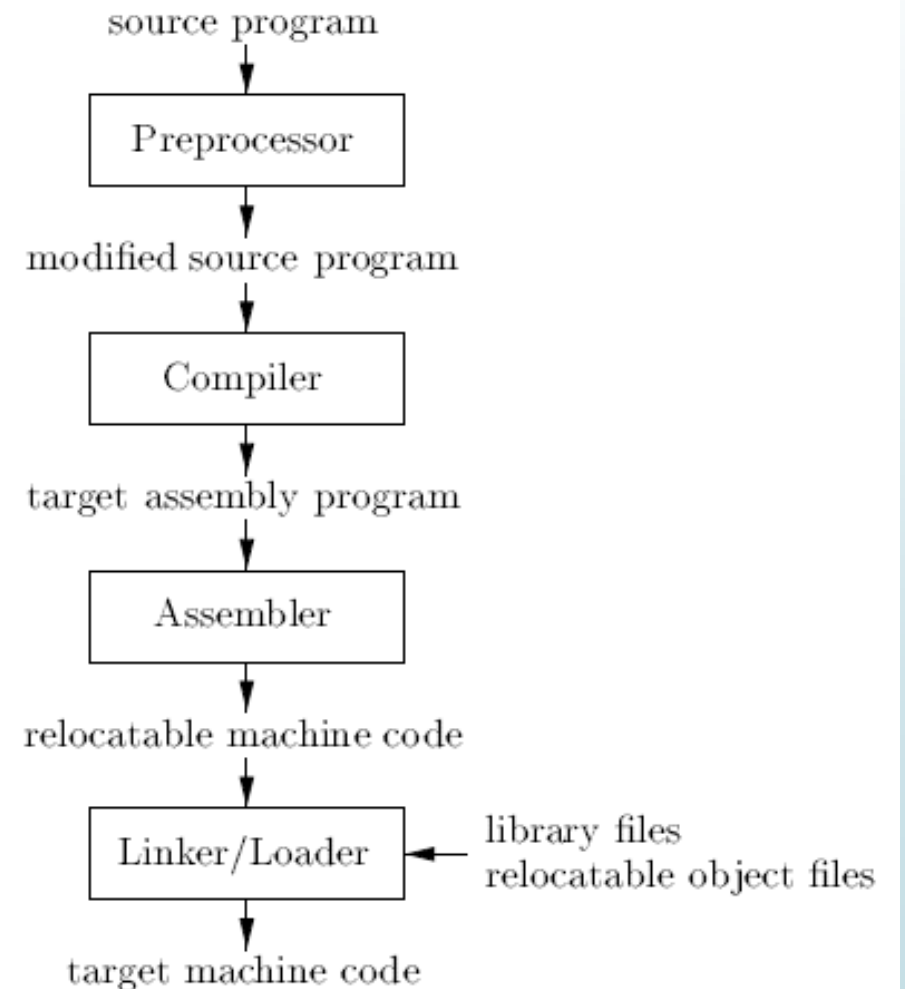 source program
Preprocessor
modified source program
Compiler
target assembly program
Assembler
relocatable machine code
Linker/Loader
library files
relocatable object files
target machine code